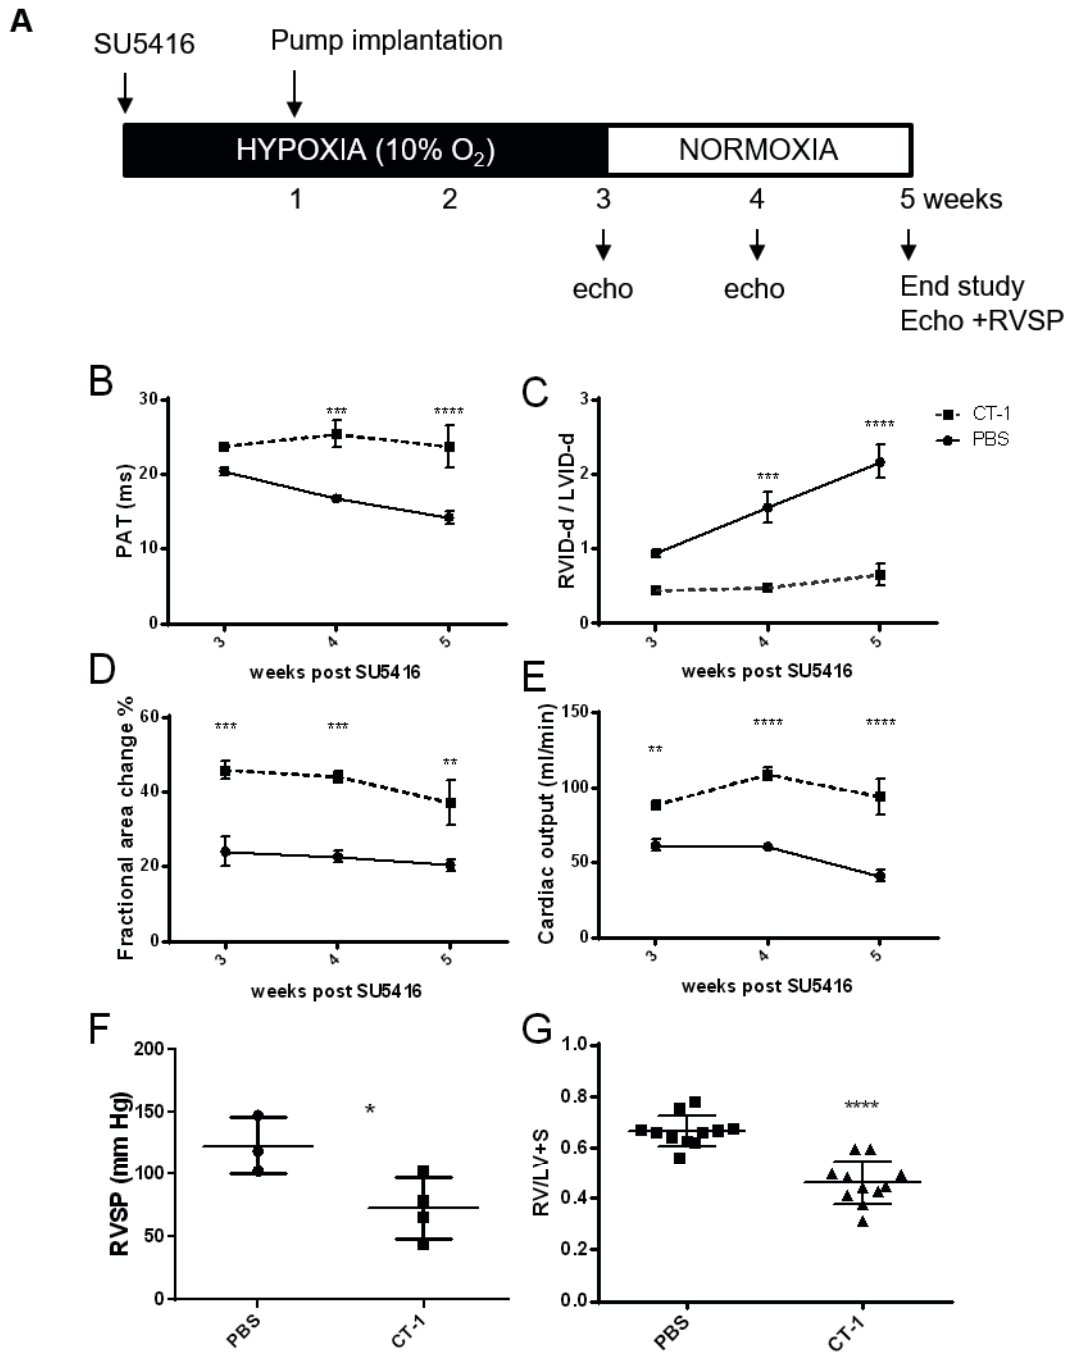 A
SU5416
Pump implantation
HYPOXIA (10% O₂)
NORMOXIA
1 2 3 4 5 weeks
echo
echo
End study
Echo +RVSP
B
30
20
10
0
PAT (ms)
*** ****
3 4 5
weeks post SU5416
C
3
2
1
0
RVID-d / LVID-d
*** ****
3 4 5
weeks post SU5416
CT-1
PBS
D
60
40
20
0
Fractional area change %
*** *** **
3 4 5
weeks post SU5416
E
150
100
50
0
Cardiac output (ml/min)
** **** ****
3 4 5
weeks post SU5416
F
200
150
100
50
0
RVSP (mm Hg)
*
PBS CT-1
G
1.0
0.8
0.6
0.4
0.2
0.0
RV/LV+S
****
PBS CT-1